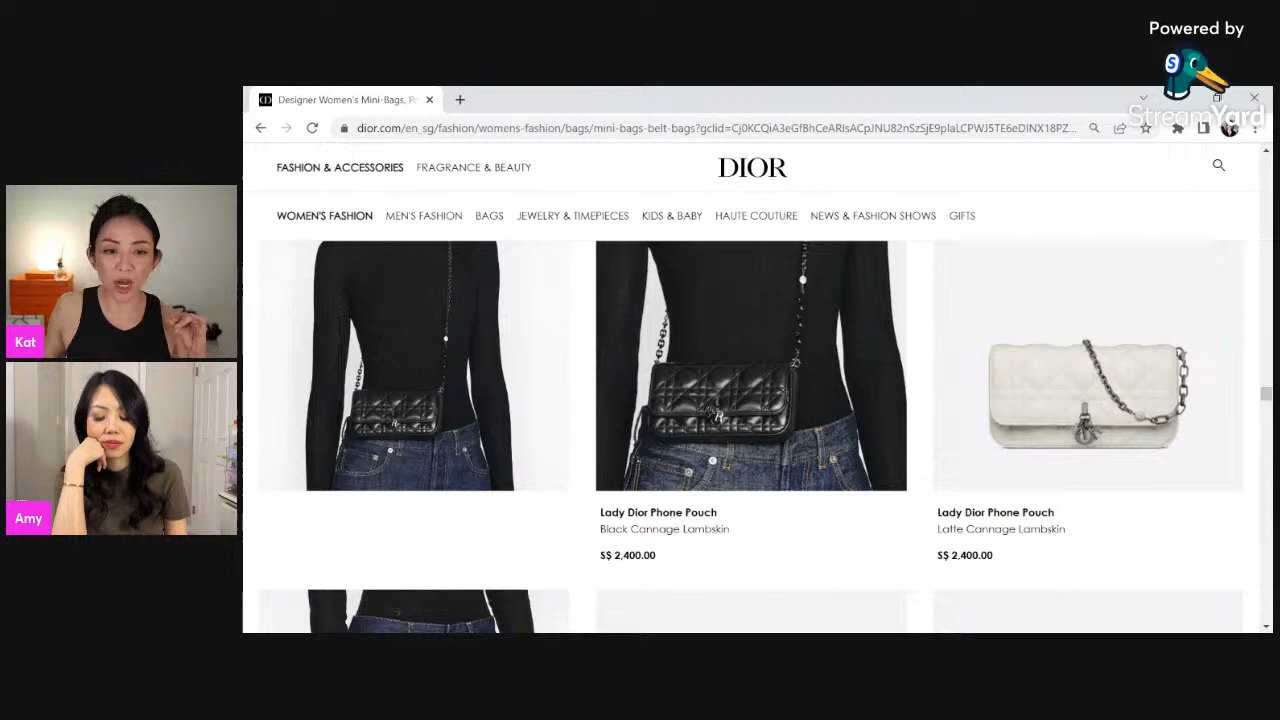 Powered by
S
StreamYard
Designer Women's Mini-Bags, P
dior.com/en_sg/fashion/womens-fashion/bags/mini-bags-belt-bags?gclid=Cj0KCQiA3eGfBhCeARIsACpJNU82nSzSjE9plaLCPWJ5TE6eDINX18PZ...
FASHION & ACCESSORIES FRAGRANCE & BEAUTY
DIOR
WOMEN'S FASHION MEN'S FASHION BAGS JEWELRY & TIMEPIECES KIDS & BABY HAUTE COUTURE NEWS & FASHION SHOWS GIFTS
Kat
Amy
Lady Dior Phone Pouch
Black Cannage Lambskin
S$ 2,400.00
Lady Dior Phone Pouch
Latte Cannage Lambskin
S$ 2,400.00